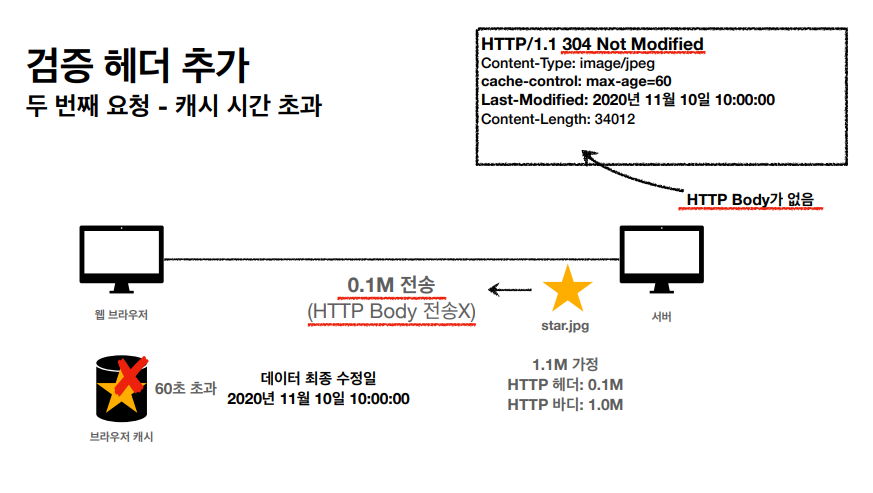 검증 헤더 추가
두 번째 요청 - 캐시 시간 초과
HTTP/1.1 304 Not Modified
Content-Type: image/jpeg
cache-control: max-age=60
Last-Modified: 2020년 11월 10일 10:00:00
Content-Length: 34012
HTTP Body가 없음
0.1M 전송
(HTTP Body 전송X)
star.jpg
웹 브라우저
서버
1.1M 가정
HTTP 헤더: 0.1M
HTTP 바디: 1.0M
60초 초과
데이터 최종 수정일
2020년 11월 10일 10:00:00
브라우저 캐시